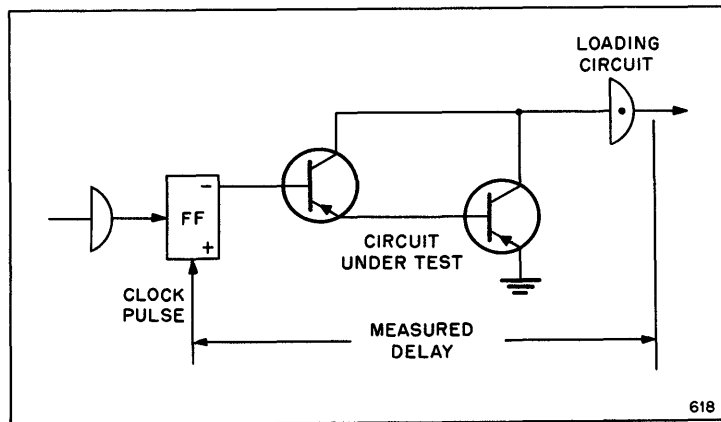 LOADING
CIRCUIT
-
FF
+
CIRCUIT
UNDER TEST
CLOCK
PULSE
MEASURED
DELAY
618